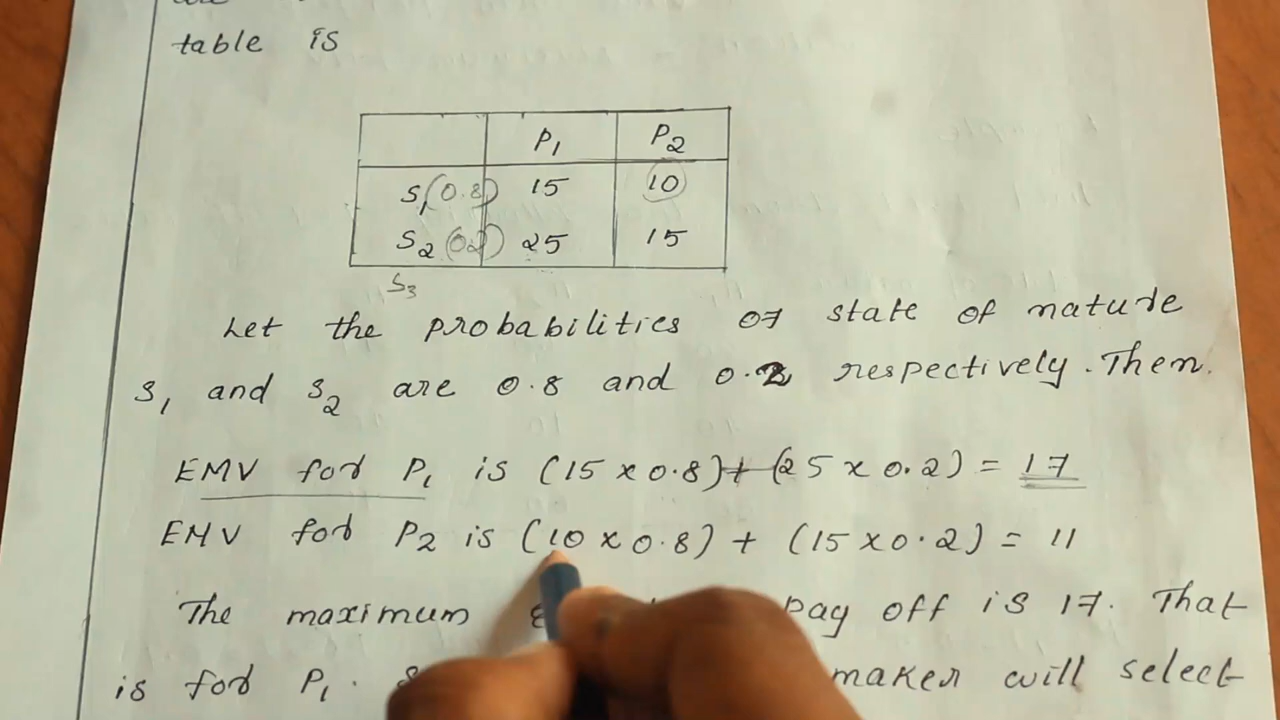 table is
P1 P2
S1 (0.8) 15 10
S2 (0.2) 25 15
S3
Let the probabilities of state of nature
S1 and S2 are 0.8 and 0.2 respectively. Then.
EMV for P1 is (15 x 0.8) + (25 x 0.2) = 17
EMV for P2 is (10 x 0.8) + (15 x 0.2) = 11
The maximum pay off is 17. That
is for P1. maker will select